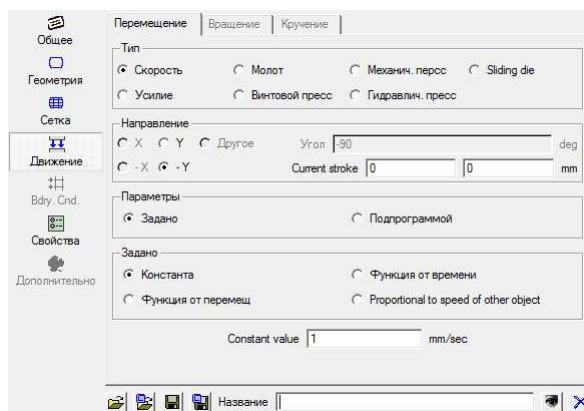 Общее
Геометрия
Сетка
Движение
Bdry. Cnd.
Свойства
Дополнительно
Перемещение Вращение Кручение
Тип
Скорость Молот Механич. персс Sliding die
Усилие Винтовой пресс Гидравлич. пресс
Направление
X Y Другое Угол -90 deg
-X -Y Current stroke 0 0 mm
Параметры
Задано Подпрограммой
Задано
Константа Функция от времени
Функция от перемещ Proportional to speed of other object
Constant value 1 mm/sec
Название